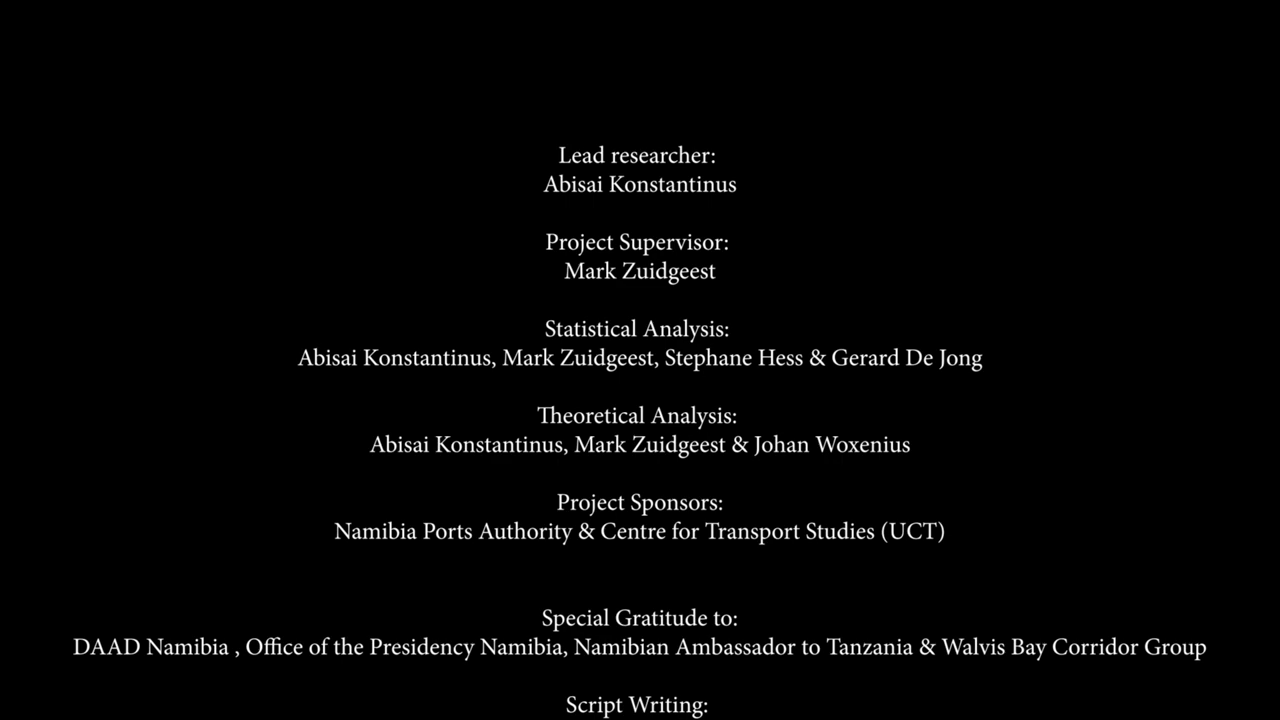 Lead researcher:
Abisai Konstantinus
Project Supervisor:
Mark Zuidgeest
Statistical Analysis:
Abisai Konstantinus, Mark Zuidgeest, Stephane Hess & Gerard De Jong
Theoretical Analysis:
Abisai Konstantinus, Mark Zuidgeest & Johan Woxenius
Project Sponsors:
Namibia Ports Authority & Centre for Transport Studies (UCT)
Special Gratitude to:
DAAD Namibia , Office of the Presidency Namibia, Namibian Ambassador to Tanzania & Walvis Bay Corridor Group
Script Writing: